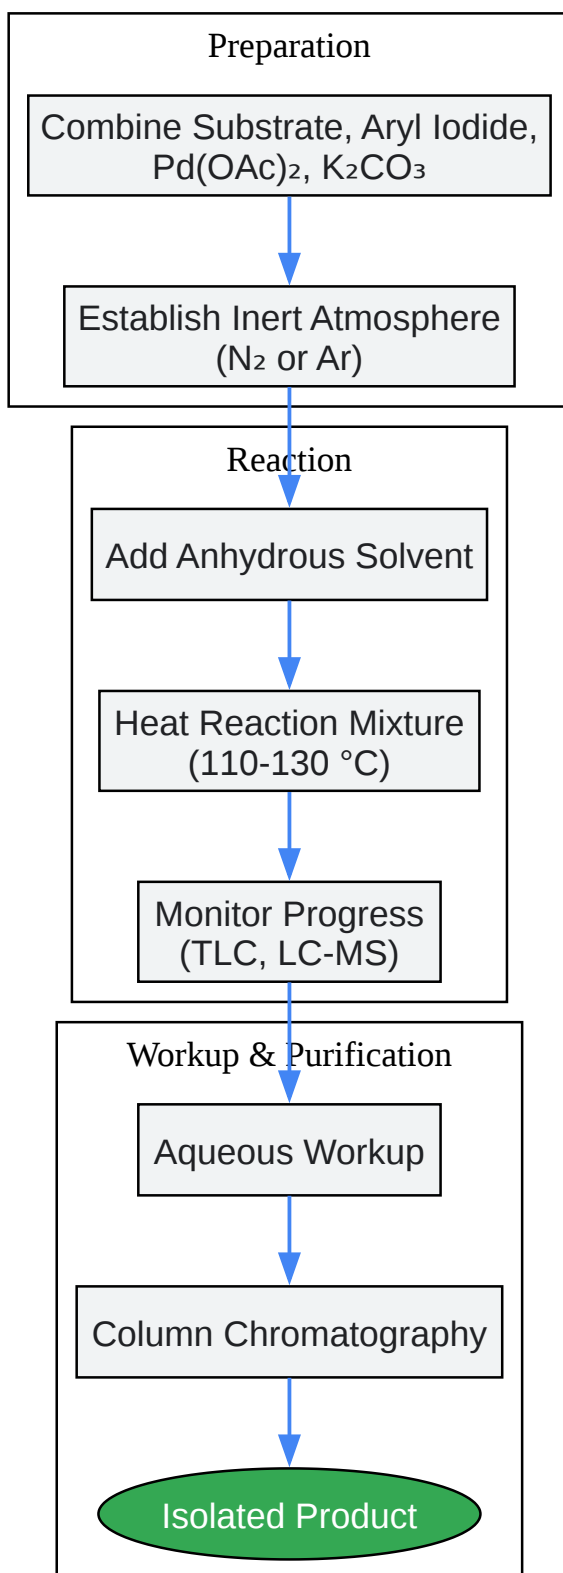 Preparation
Combine Substrate, Aryl Iodide,
Pd(OAc)₂, K₂CO₃
Establish Inert Atmosphere
(N₂ or Ar)
Reaction
Add Anhydrous Solvent
Heat Reaction Mixture
(110-130 °C)
Monitor Progress
(TLC, LC-MS)
Workup & Purification
Aqueous Workup
Column Chromatography
Isolated Product